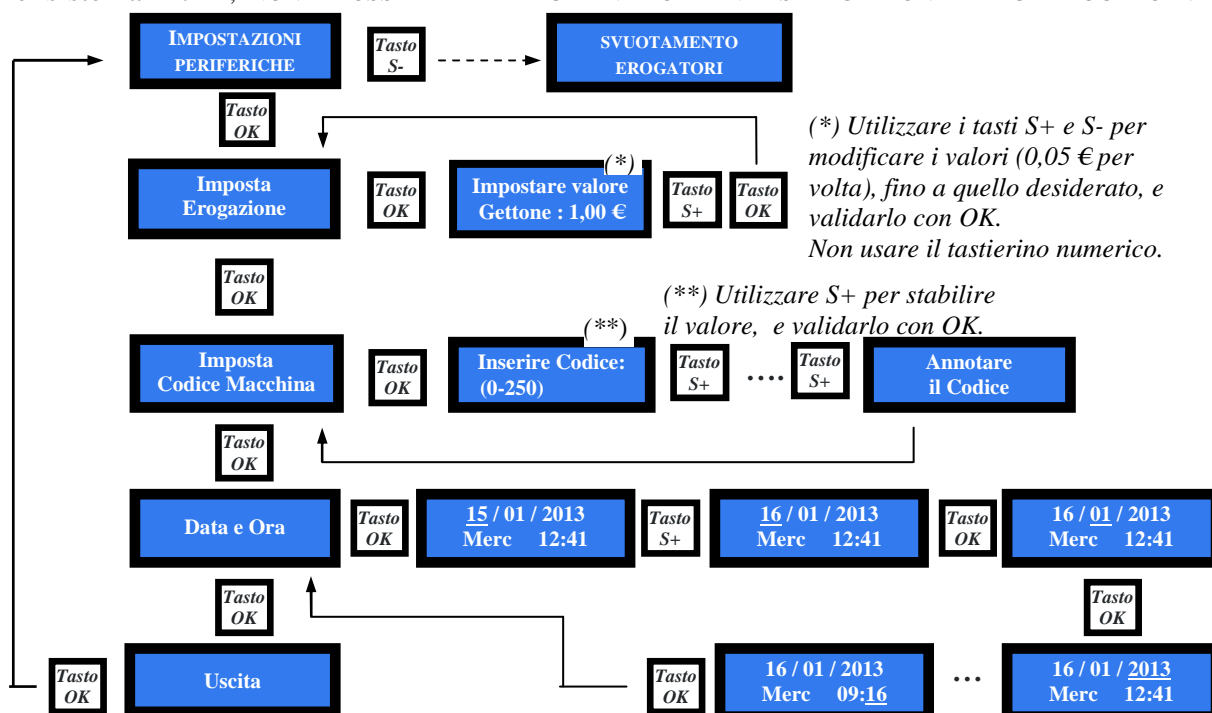 IMPOSTAZIONI
PERIFERICHE
Tasto
S-
SVUOTAMENTO
EROGATORI
Tasto
OK
(*) Utilizzare i tasti S+ e S- per
modificare i valori (0,05 € per
volta), fino a quello desiderato, e
validarlo con OK.
Non usare il tastierino numerico.
Imposta
Erogazione
Tasto
OK
(*)
Impostare valore
Gettone : 1,00 €
Tasto
S+
Tasto
OK
Tasto
OK
(**) Utilizzare S+ per stabilire
il valore, e validarlo con OK.
Imposta
Codice Macchina
Tasto
OK
(**)
Inserire Codice:
(0-250)
Tasto
S+
....
Tasto
S+
Annotare
il Codice
Tasto
OK
Data e Ora
Tasto
OK
15 / 01 / 2013
Merc 12:41
Tasto
S+
16 / 01 / 2013
Merc 12:41
Tasto
OK
16 / 01 / 2013
Merc 12:41
Tasto
OK
Tasto
OK
Tasto
OK
Uscita
Tasto
OK
16 / 01 / 2013
Merc 09:16
...
16 / 01 / 2013
Merc 12:41